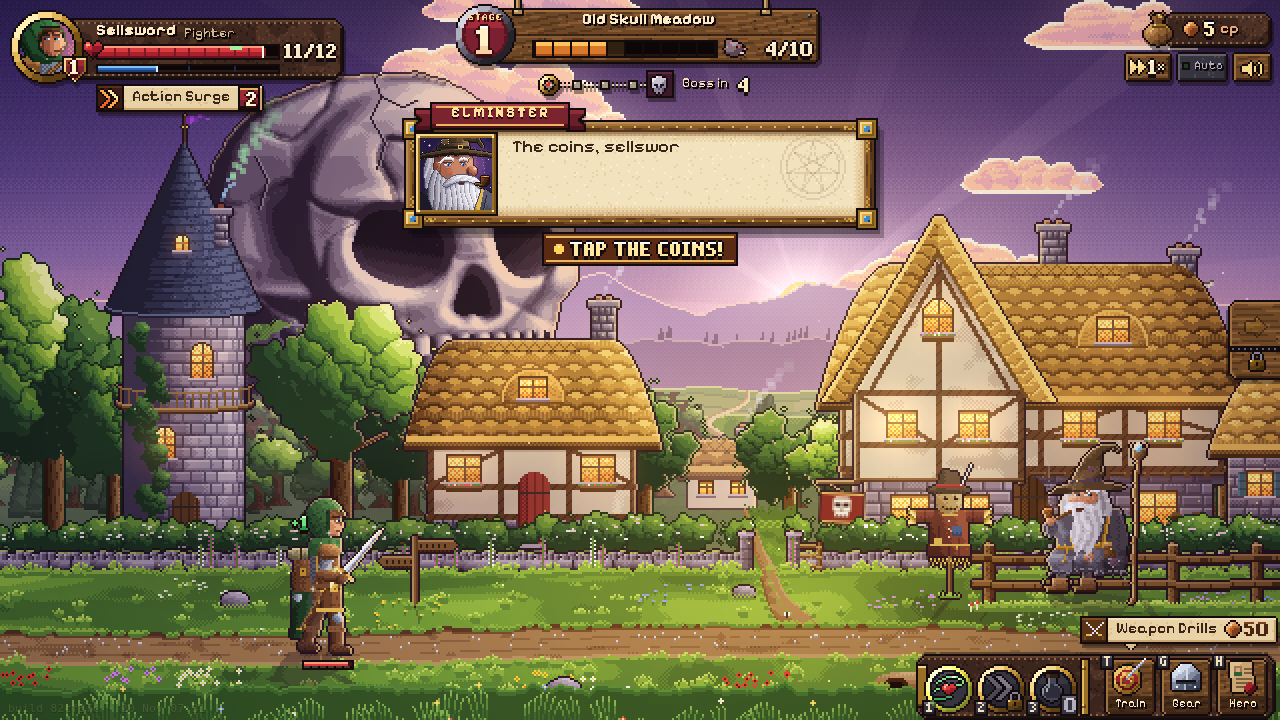 Sellsword Fighter
11/12
1
Action Surge 2
STAGE
1
Old Skull Meadow
4/10
Boss in 4
5 cp
1x
Auto
ELMINSTER
The coins, sellswor
TAP THE COINS!
+1
Weapon Drills 50
1
2
3
0
T
Train
G
Gear
H
Hero